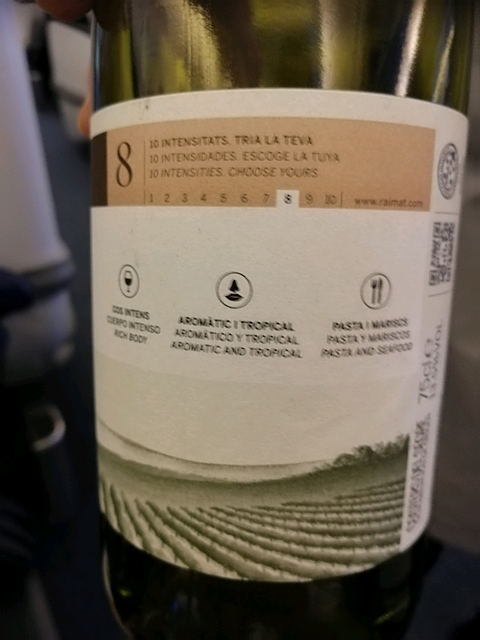 8
10 INTENSITATS. TRIA LA TEVA
10 INTENSIDADES. ESCOGE LA TUYA
10 INTENSITIES. CHOOSE YOURS
1 2 3 4 5 6 7 8 9 10
www.raimat.com
COS INTENS
CUERPO INTENSO
RICH BODY
AROMÀTIC I TROPICAL
AROMÁTICO Y TROPICAL
AROMATIC AND TROPICAL
PASTA I MARISCS
PASTA Y MARISCOS
PASTA AND SEAFOOD
75cl